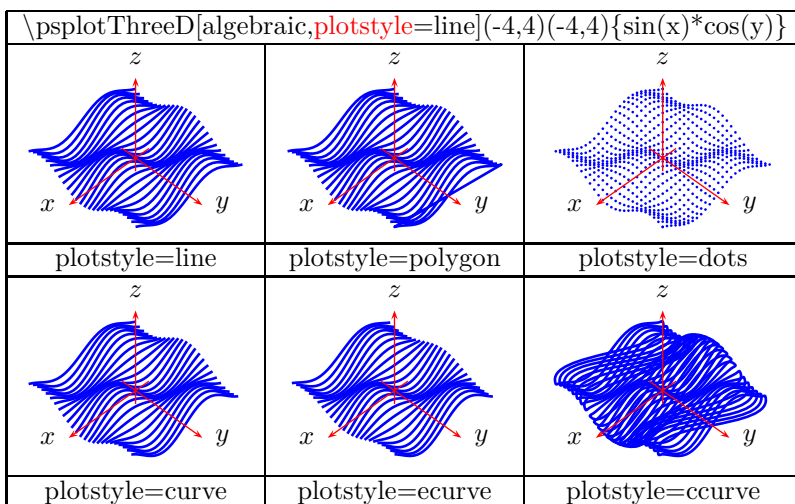 \psplotThreeD[algebraic,plotstyle=line](-4,4)(-4,4){sin(x)*cos(y)}
z z z
x y x y x y
plotstyle=line plotstyle=polygon plotstyle=dots
z z z
x y x y x y
plotstyle=curve plotstyle=ecurve plotstyle=ccurve